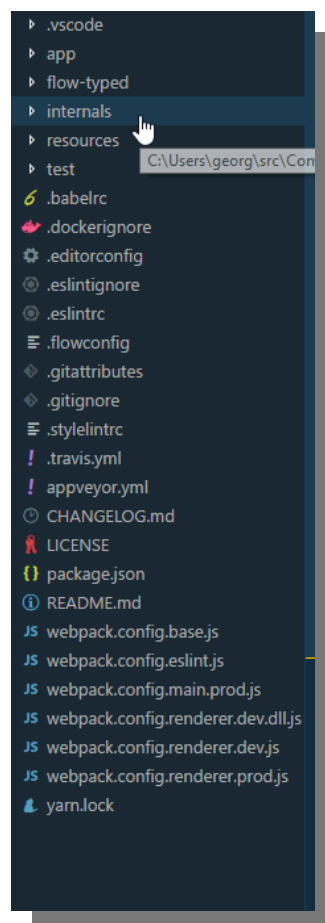 .vscode
app
flow-typed
internals
resources
C:\Users\georg\src\Com
test
.babelrc
.dockerignore
.editorconfig
.eslintignore
.eslintrc
.flowconfig
.gitattributes
.gitignore
.stylelintrc
.travis.yml
appveyor.yml
CHANGELOG.md
LICENSE
package.json
README.md
JS webpack.config.base.js
JS webpack.config.eslint.js
JS webpack.config.main.prod.js
JS webpack.config.renderer.dev.dll.js
JS webpack.config.renderer.dev.js
JS webpack.config.renderer.prod.js
yarn.lock